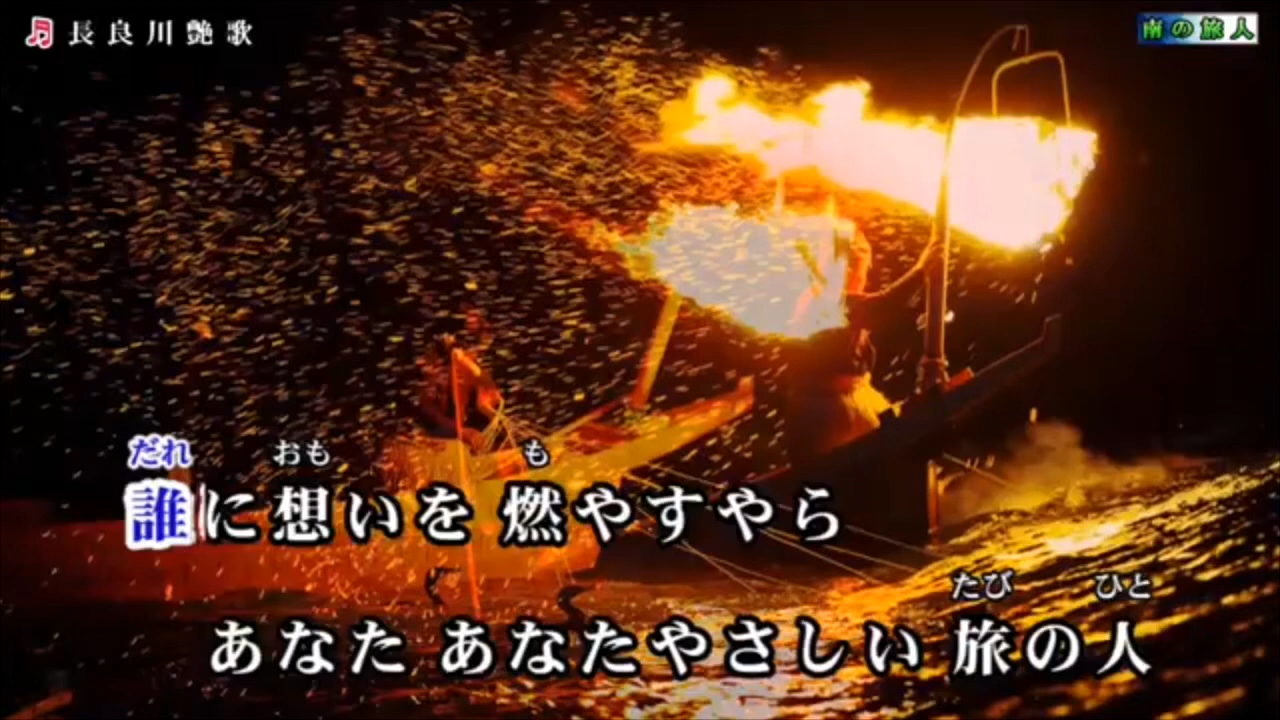 長良川艶歌
南の旅人
だれ おも も
誰に想いを 燃やすやら
たび ひと
あなた あなたやさしい 旅の人